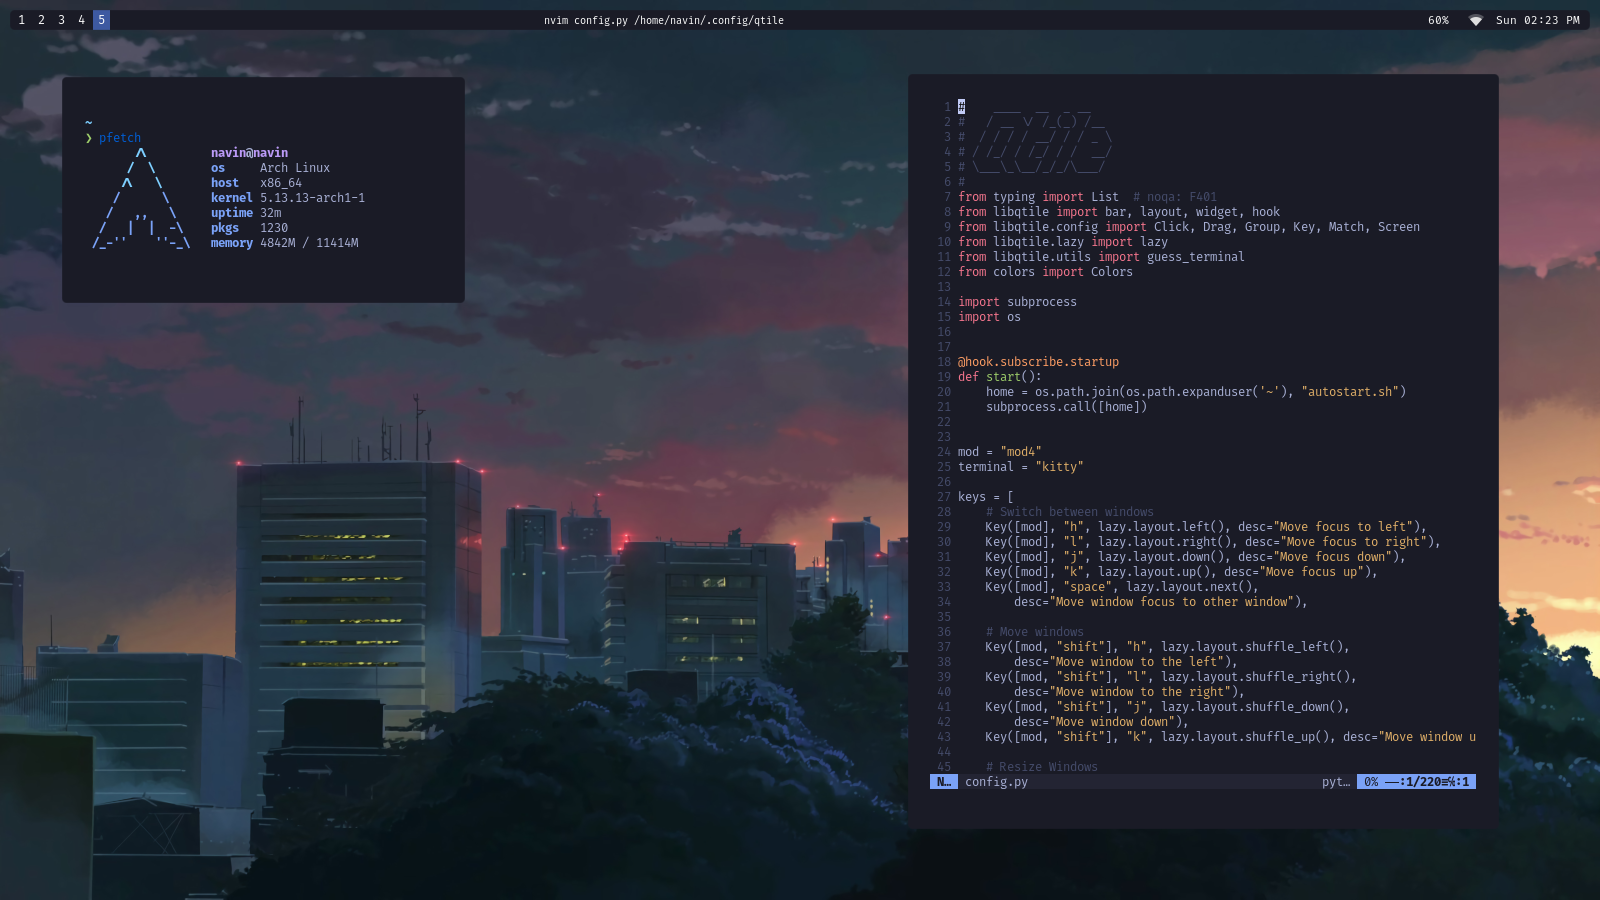 1 2 3 4 5 nvim config.py /home/navin/.config/qtile 60% Sun 02:23 PM
~
❯ pfetch
navin@navin
os Arch Linux
host x86_64
kernel 5.13.13-arch1-1
uptime 32m
pkgs 1230
memory 4842M / 11414M
1 #    ____  __  _ __
2 #   / __ \/ /_(_) /__
3 #  / / / / __/ / / _ \
4 # / /_/ / /_/ / /  __/
5 # \___\_\__/_/_/\___/
6 #
7 from typing import List  # noqa: F401
8 from libqtile import bar, layout, widget, hook
9 from libqtile.config import Click, Drag, Group, Key, Match, Screen
10 from libqtile.lazy import lazy
11 from libqtile.utils import guess_terminal
12 from colors import Colors
13
14 import subprocess
15 import os
16
17
18 @hook.subscribe.startup
19 def start():
20     home = os.path.join(os.path.expanduser('~'), "autostart.sh")
21     subprocess.call([home])
22
23
24 mod = "mod4"
25 terminal = "kitty"
26
27 keys = [
28     # Switch between windows
29     Key([mod], "h", lazy.layout.left(), desc="Move focus to left"),
30     Key([mod], "l", lazy.layout.right(), desc="Move focus to right"),
31     Key([mod], "j", lazy.layout.down(), desc="Move focus down"),
32     Key([mod], "k", lazy.layout.up(), desc="Move focus up"),
33     Key([mod], "space", lazy.layout.next(),
34         desc="Move window focus to other window"),
35
36     # Move windows
37     Key([mod, "shift"], "h", lazy.layout.shuffle_left(),
38         desc="Move window to the left"),
39     Key([mod, "shift"], "l", lazy.layout.shuffle_right(),
40         desc="Move window to the right"),
41     Key([mod, "shift"], "j", lazy.layout.shuffle_down(),
42         desc="Move window down"),
43     Key([mod, "shift"], "k", lazy.layout.shuffle_up(), desc="Move window u
44
45     # Resize Windows
N… config.py pyt… 0% :1/220≡℅:1